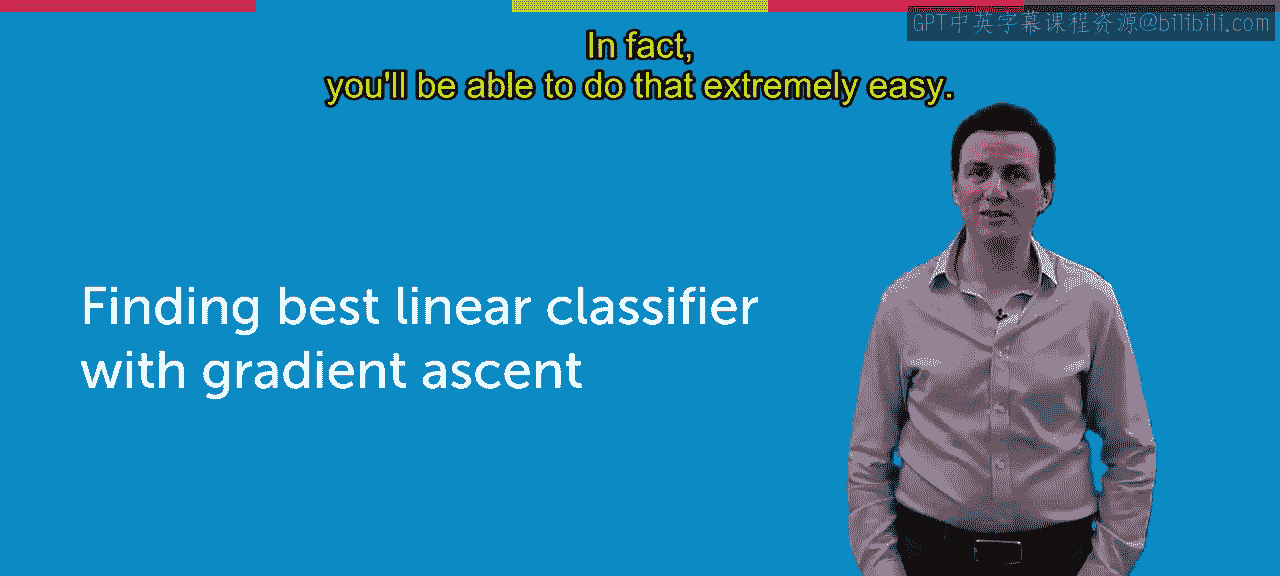 GPT中英字幕课程资源@bilibili.com
In fact,
you'll be able to do that extremely easy.
Finding best linear classifier
with gradient ascent